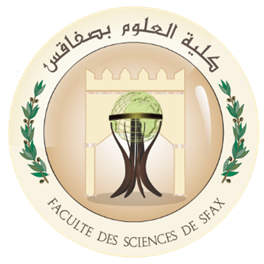 كلية العلوم بصفاقس
FACULTE DES SCIENCES DE SFAX